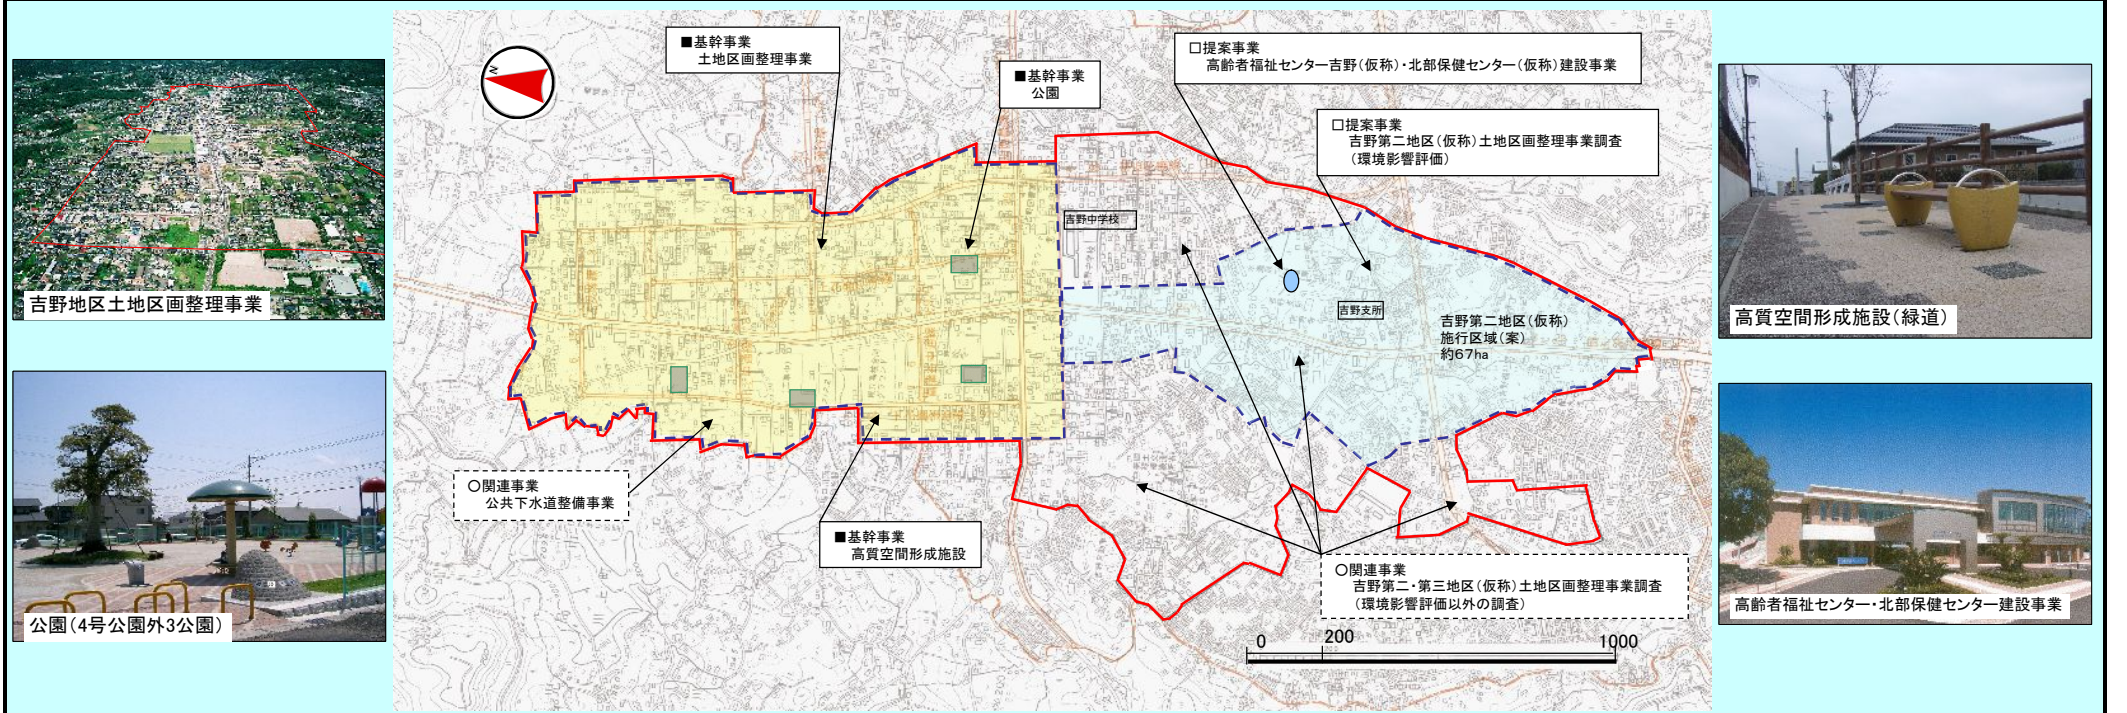 吉野地区土地区画整理事業
公園(4号公園外3公園)
N
■基幹事業
土地区画整理事業
■基幹事業
公園
□提案事業
高齢者福祉センター吉野(仮称)・北部保健センター(仮称)建設事業
□提案事業
吉野第二地区(仮称)土地区画整理事業調査
(環境影響評価)
吉野中学校
吉野支所
吉野第二地区(仮称)
施行区域(案)
約67ha
○関連事業
公共下水道整備事業
■基幹事業
高質空間形成施設
○関連事業
吉野第二・第三地区(仮称)土地区画整理事業調査
(環境影響評価以外の調査)
0 200 1000
高質空間形成施設(緑道)
高齢者福祉センター・北部保健センター建設事業